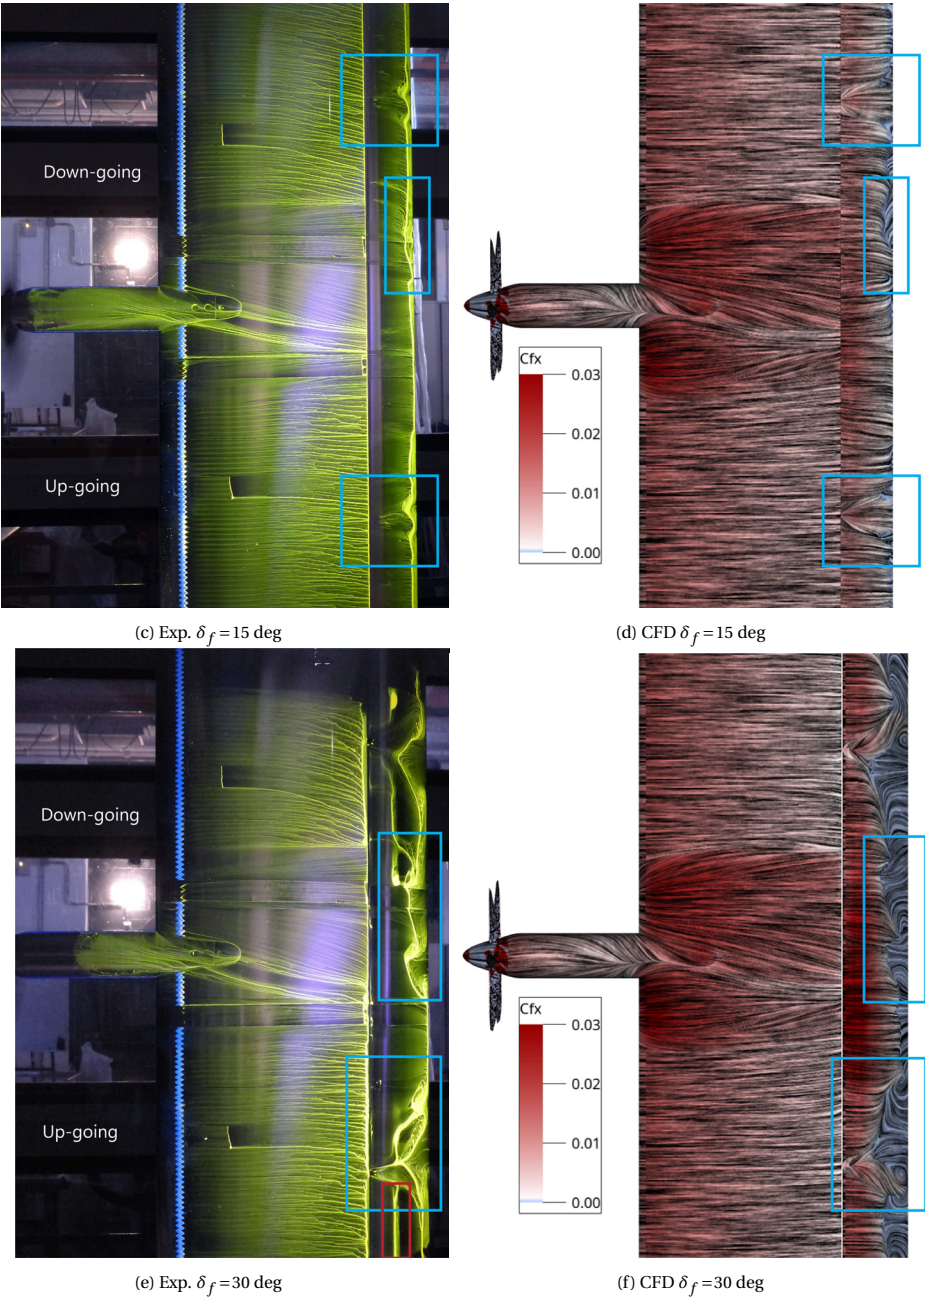 Down-going
Up-going
Cfx
0.03
0.02
0.01
0.00
(c) Exp. δf = 15 deg
(d) CFD δf = 15 deg
Down-going
Up-going
Cfx
0.03
0.02
0.01
0.00
(e) Exp. δf = 30 deg
(f) CFD δf = 30 deg